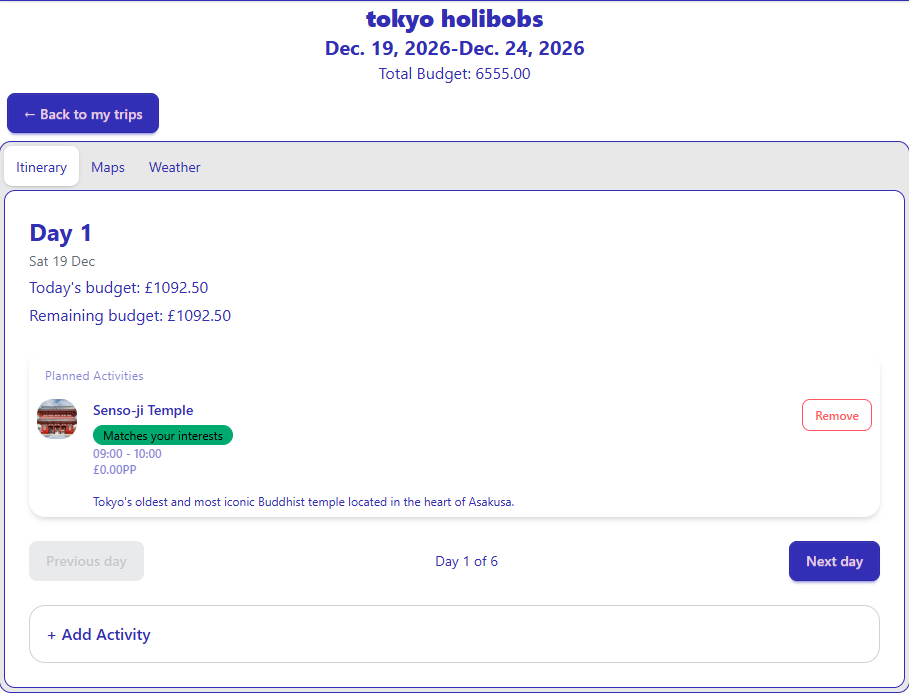 tokyo holibobs
Dec. 19, 2026-Dec. 24, 2026
Total Budget: 6555.00
← Back to my trips
Itinerary
Maps
Weather
Day 1
Sat 19 Dec
Today's budget: £1092.50
Remaining budget: £1092.50
Planned Activities
Senso-ji Temple
Remove
Matches your interests
09:00 - 10:00
£0.00PP
Tokyo's oldest and most iconic Buddhist temple located in the heart of Asakusa.
Previous day
Day 1 of 6
Next day
+ Add Activity